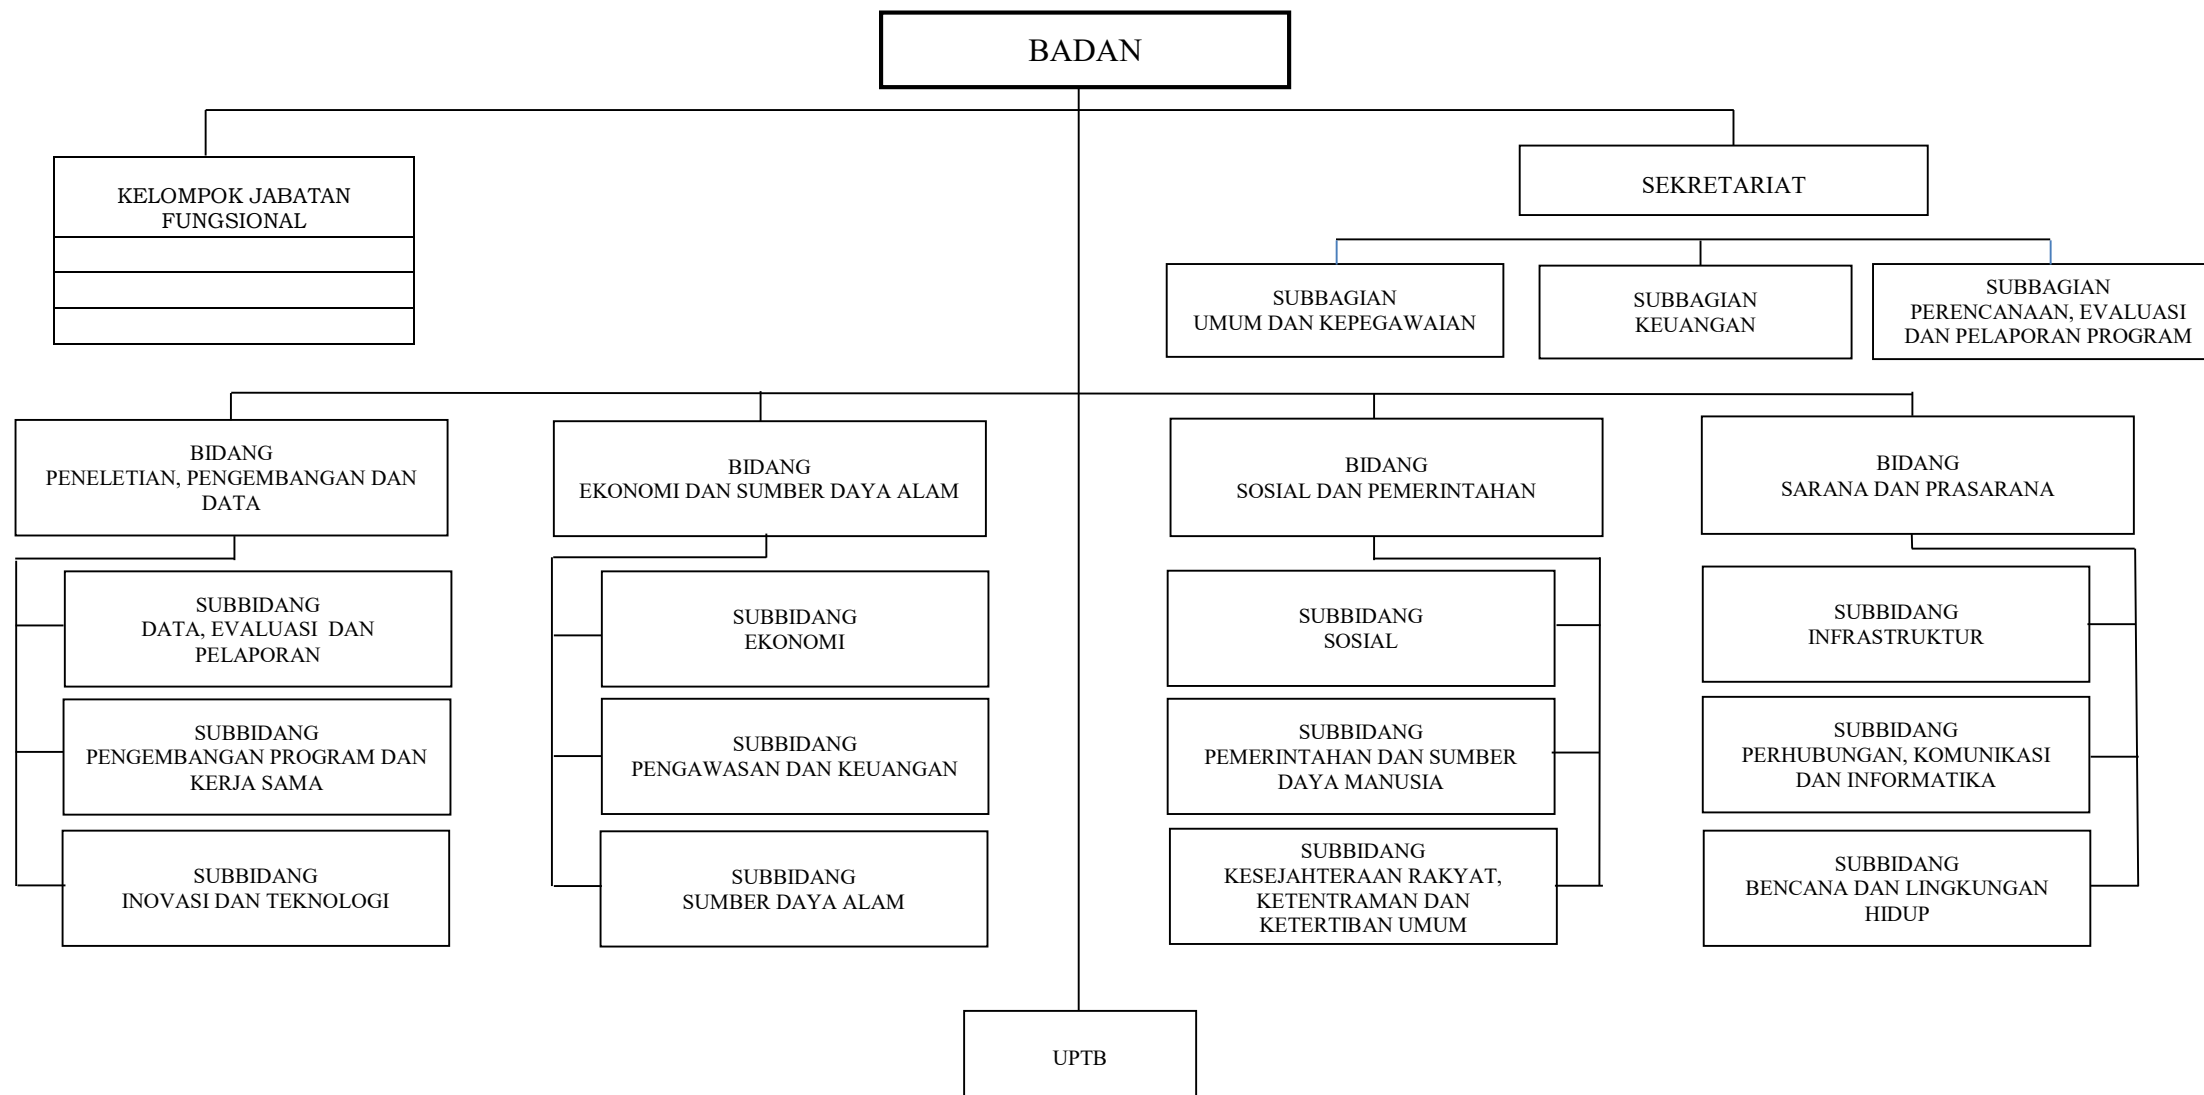 BADAN
KELOMPOK JABATAN
FUNGSIONAL
SEKRETARIAT
SUBBAGIAN
UMUM DAN KEPEGAWAIAN
SUBBAGIAN
KEUANGAN
SUBBAGIAN
PERENCANAAN, EVALUASI
DAN PELAPORAN PROGRAM
BIDANG
PENELETIAN, PENGEMBANGAN DAN
DATA
BIDANG
EKONOMI DAN SUMBER DAYA ALAM
BIDANG
SOSIAL DAN PEMERINTAHAN
BIDANG
SARANA DAN PRASARANA
SUBBIDANG
DATA, EVALUASI  DAN
PELAPORAN
SUBBIDANG
EKONOMI
SUBBIDANG
SOSIAL
SUBBIDANG
INFRASTRUKTUR
SUBBIDANG
PENGEMBANGAN PROGRAM DAN
KERJA SAMA
SUBBIDANG
PENGAWASAN DAN KEUANGAN
SUBBIDANG
PEMERINTAHAN DAN SUMBER
DAYA MANUSIA
SUBBIDANG
PERHUBUNGAN, KOMUNIKASI
DAN INFORMATIKA
SUBBIDANG
INOVASI DAN TEKNOLOGI
SUBBIDANG
SUMBER DAYA ALAM
SUBBIDANG
KESEJAHTERAAN RAKYAT,
KETENTRAMAN DAN
KETERTIBAN UMUM
SUBBIDANG
BENCANA DAN LINGKUNGAN
HIDUP
UPTB